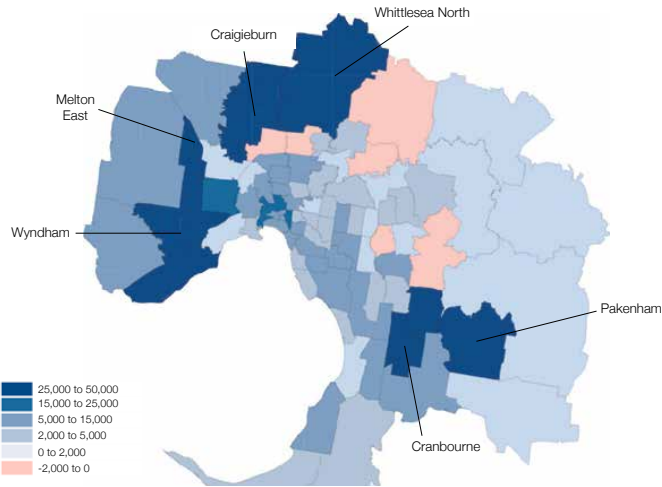 Whittlesea North
Craigieburn
Melton
East
Wyndham
Pakenham
Cranbourne
25,000 to 50,000
15,000 to 25,000
5,000 to 15,000
2,000 to 5,000
0 to 2,000
-2,000 to 0